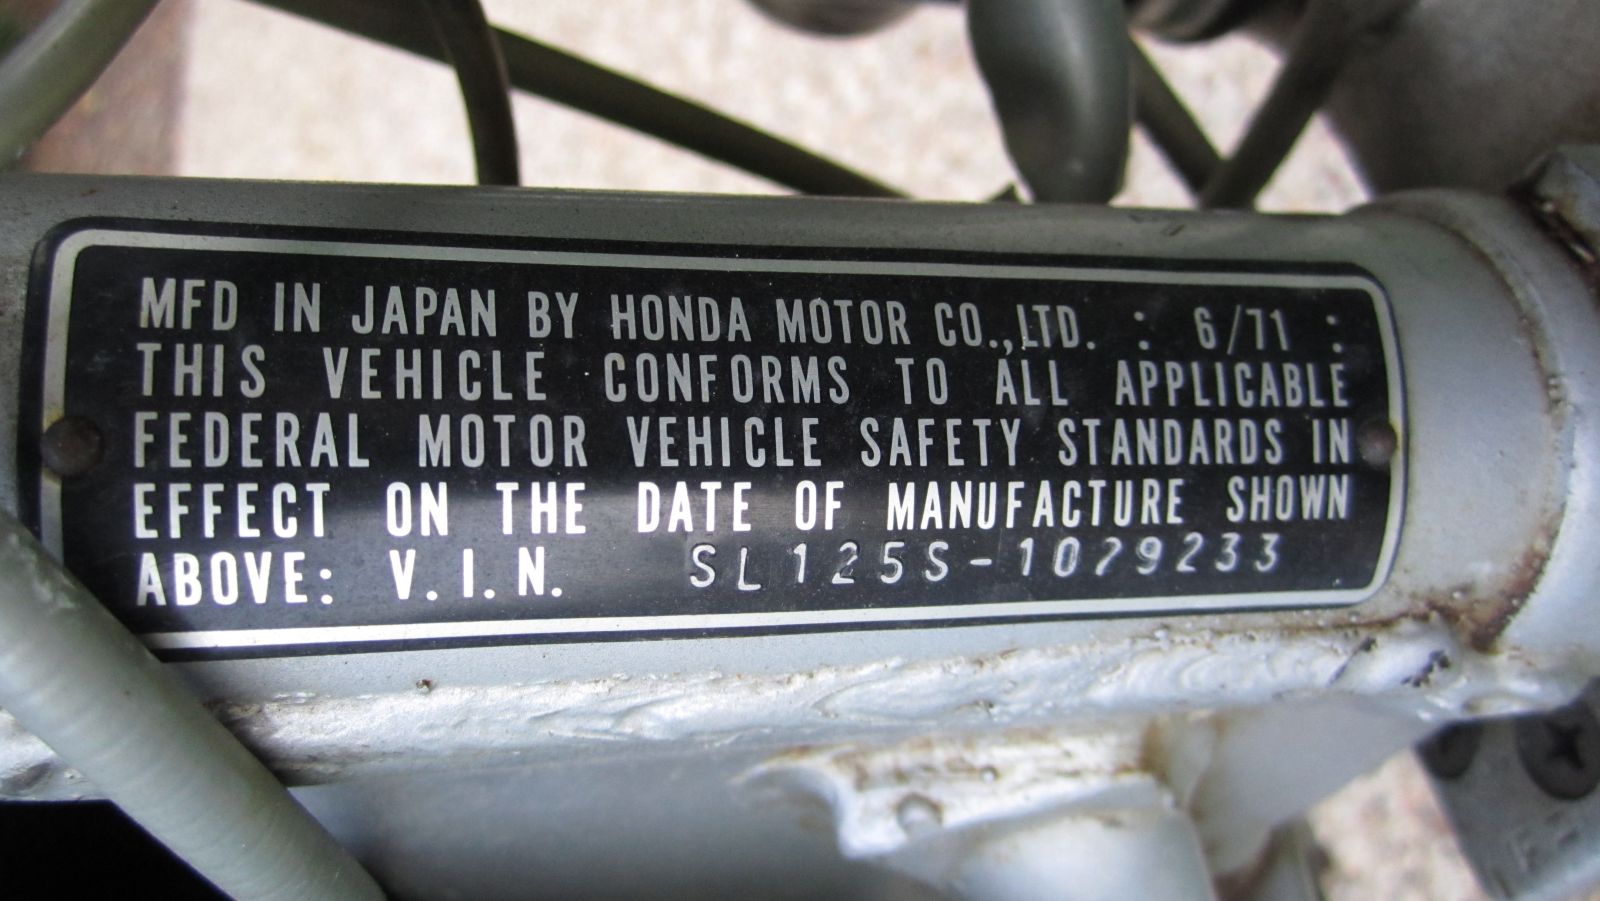 MFD IN JAPAN BY HONDA MOTOR CO.,LTD. : 6/71 :
THIS VEHICLE CONFORMS TO ALL APPLICABLE
FEDERAL MOTOR VEHICLE SAFETY STANDARDS IN
EFFECT ON THE DATE OF MANUFACTURE SHOWN
ABOVE: V.I.N. SL125S-1079233